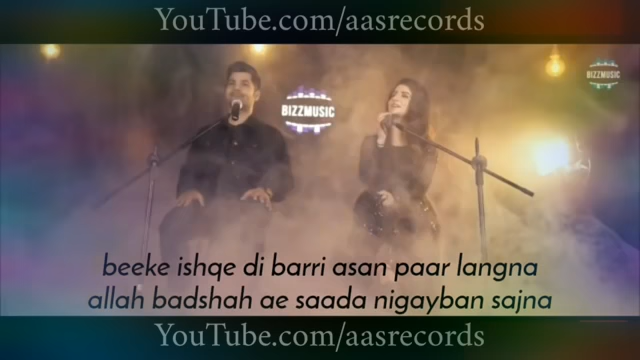 YouTube.com/aasrecords
BIZZMUSIC
BIZZMUSIC
beeke ishqe di barri asan paar langna
allah badshah ae saada nigayban sajna
YouTube.com/aasrecords